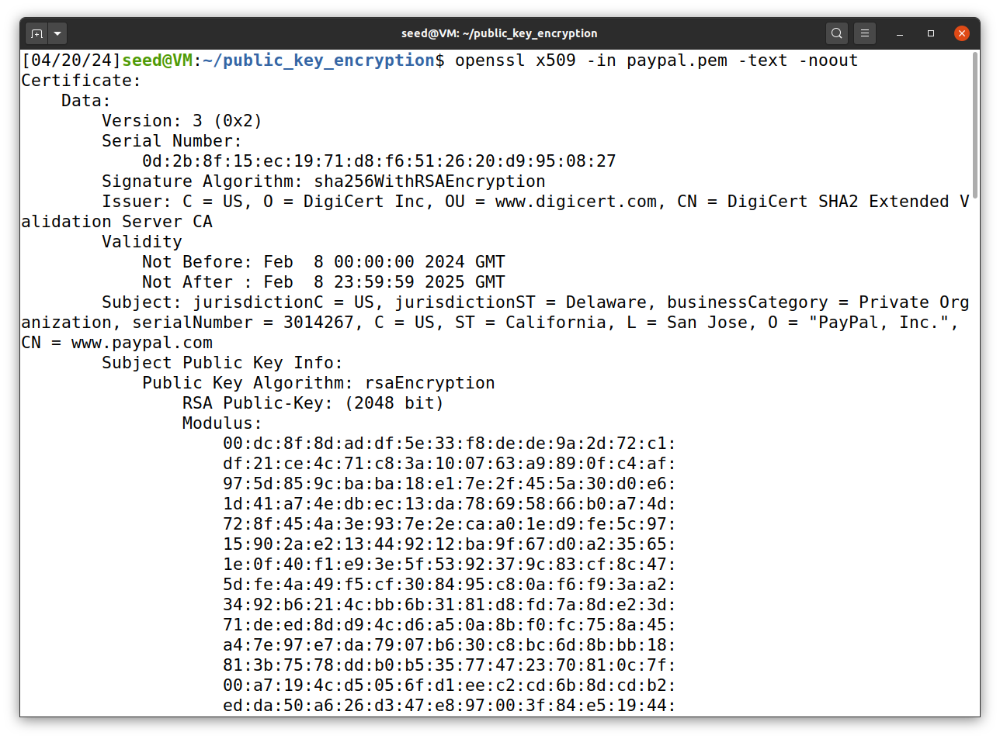 seed@VM: ~/public_key_encryption
[04/20/24]seed@VM:~/public_key_encryption$ openssl x509 -in paypal.pem -text -noout
Certificate:
    Data:
        Version: 3 (0x2)
        Serial Number:
            0d:2b:8f:15:ec:19:71:d8:f6:51:26:20:d9:95:08:27
        Signature Algorithm: sha256WithRSAEncryption
        Issuer: C = US, O = DigiCert Inc, OU = www.digicert.com, CN = DigiCert SHA2 Extended V
alidation Server CA
        Validity
            Not Before: Feb  8 00:00:00 2024 GMT
            Not After : Feb  8 23:59:59 2025 GMT
        Subject: jurisdictionC = US, jurisdictionST = Delaware, businessCategory = Private Org
anization, serialNumber = 3014267, C = US, ST = California, L = San Jose, O = "PayPal, Inc.",
CN = www.paypal.com
        Subject Public Key Info:
            Public Key Algorithm: rsaEncryption
                RSA Public-Key: (2048 bit)
                Modulus:
                    00:dc:8f:8d:ad:df:5e:33:f8:de:de:9a:2d:72:c1:
                    df:21:ce:4c:71:c8:3a:10:07:63:a9:89:0f:c4:af:
                    97:5d:85:9c:ba:ba:18:e1:7e:2f:45:5a:30:d0:e6:
                    1d:41:a7:4e:db:ec:13:da:78:69:58:66:b0:a7:4d:
                    72:8f:45:4a:3e:93:7e:2e:ca:a0:1e:d9:fe:5c:97:
                    15:90:2a:e2:13:44:92:12:ba:9f:67:d0:a2:35:65:
                    1e:0f:40:f1:e9:3e:5f:53:92:37:9c:83:cf:8c:47:
                    5d:fe:4a:49:f5:cf:30:84:95:c8:0a:f6:f9:3a:a2:
                    34:92:b6:21:4c:bb:6b:31:81:d8:fd:7a:8d:e2:3d:
                    71:de:ed:8d:d9:4c:d6:a5:0a:8b:f0:fc:75:8a:45:
                    a4:7e:97:e7:da:79:07:b6:30:c8:bc:6d:8b:bb:18:
                    81:3b:75:78:dd:b0:b5:35:77:47:23:70:81:0c:7f:
                    00:a7:19:4c:d5:05:6f:d1:ee:c2:cd:6b:8d:cd:b2:
                    ed:da:50:a6:26:d3:47:e8:97:00:3f:84:e5:19:44: